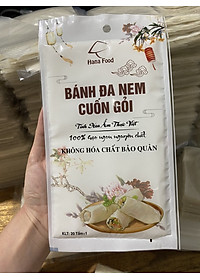 Hana Food
BÁNH ĐA NEM
CUỐN GỎI
Tinh Hoa Ẩm Thực Việt
100% gạo ngon nguyên chất
KHÔNG HÓA CHẤT BẢO QUẢN